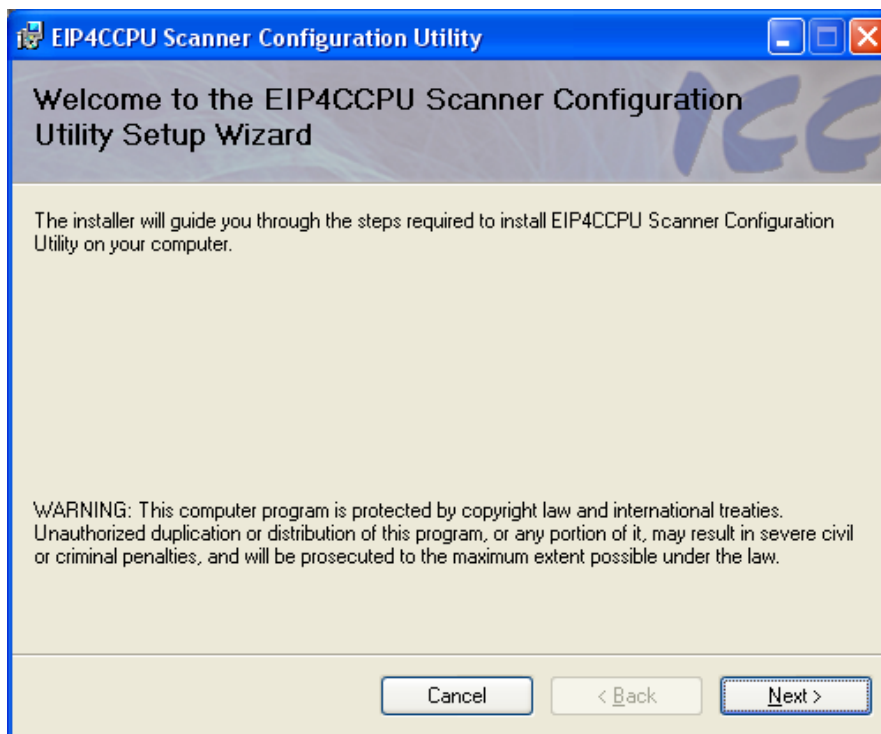 EIP4CCPU Scanner Configuration Utility
Welcome to the EIP4CCPU Scanner Configuration
Utility Setup Wizard
ICC
The installer will guide you through the steps required to install EIP4CCPU Scanner Configuration
Utility on your computer.
WARNING: This computer program is protected by copyright law and international treaties.
Unauthorized duplication or distribution of this program, or any portion of it, may result in severe civil
or criminal penalties, and will be prosecuted to the maximum extent possible under the law.
Cancel
< Back
Next >